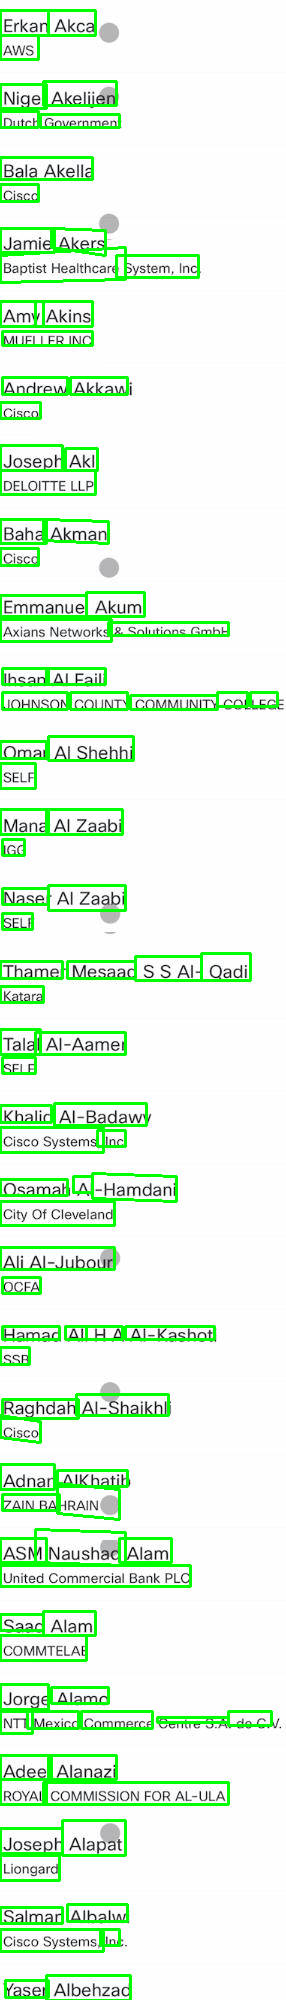 Erkan Akca
AWS
Nigel Akelijen
Dutch Government
Bala Akella
Cisco
Jamie Akers
Baptist Healthcare System, Inc.
Amy Akins
MUELLER INC
Andrew Akkawi
Cisco
Joseph Akl
DELOITTE LLP
Baha Akman
Cisco
Emmanuel Akum
Axians Networks & Solutions GmbH
Ihsan Al Faili
JOHNSON COUNTY COMMUNITY COLLEGE
Omar Al Shehhi
SELF
Mana Al Zaabi
IGG
Naser Al Zaabi
SELF
Thamer Mesaad S S Al-Qadi
Katara
Talal Al-Aamer
SELF
Khalid Al-Badawy
Cisco Systems, Inc
Osamah Al-Hamdani
City Of Cleveland
Ali Al-Jubouri
OCFA
Hamad Ali H A Al-Kashoti
SSB
Raghdah Al-Shaikhli
Cisco
Adnan AlKhatib
ZAIN BAHRAIN
ASM Naushad Alam
United Commercial Bank PLC
Saad Alam
COMMTELAE
Jorge Alamo
NTT Mexico Commerce Centre S.A. de C.V.
Adeel Alanazi
ROYAL COMMISSION FOR AL-ULA
Joseph Alapat
Liongard
Salman Albalwi
Cisco Systems, Inc.
Yaser Albehzad